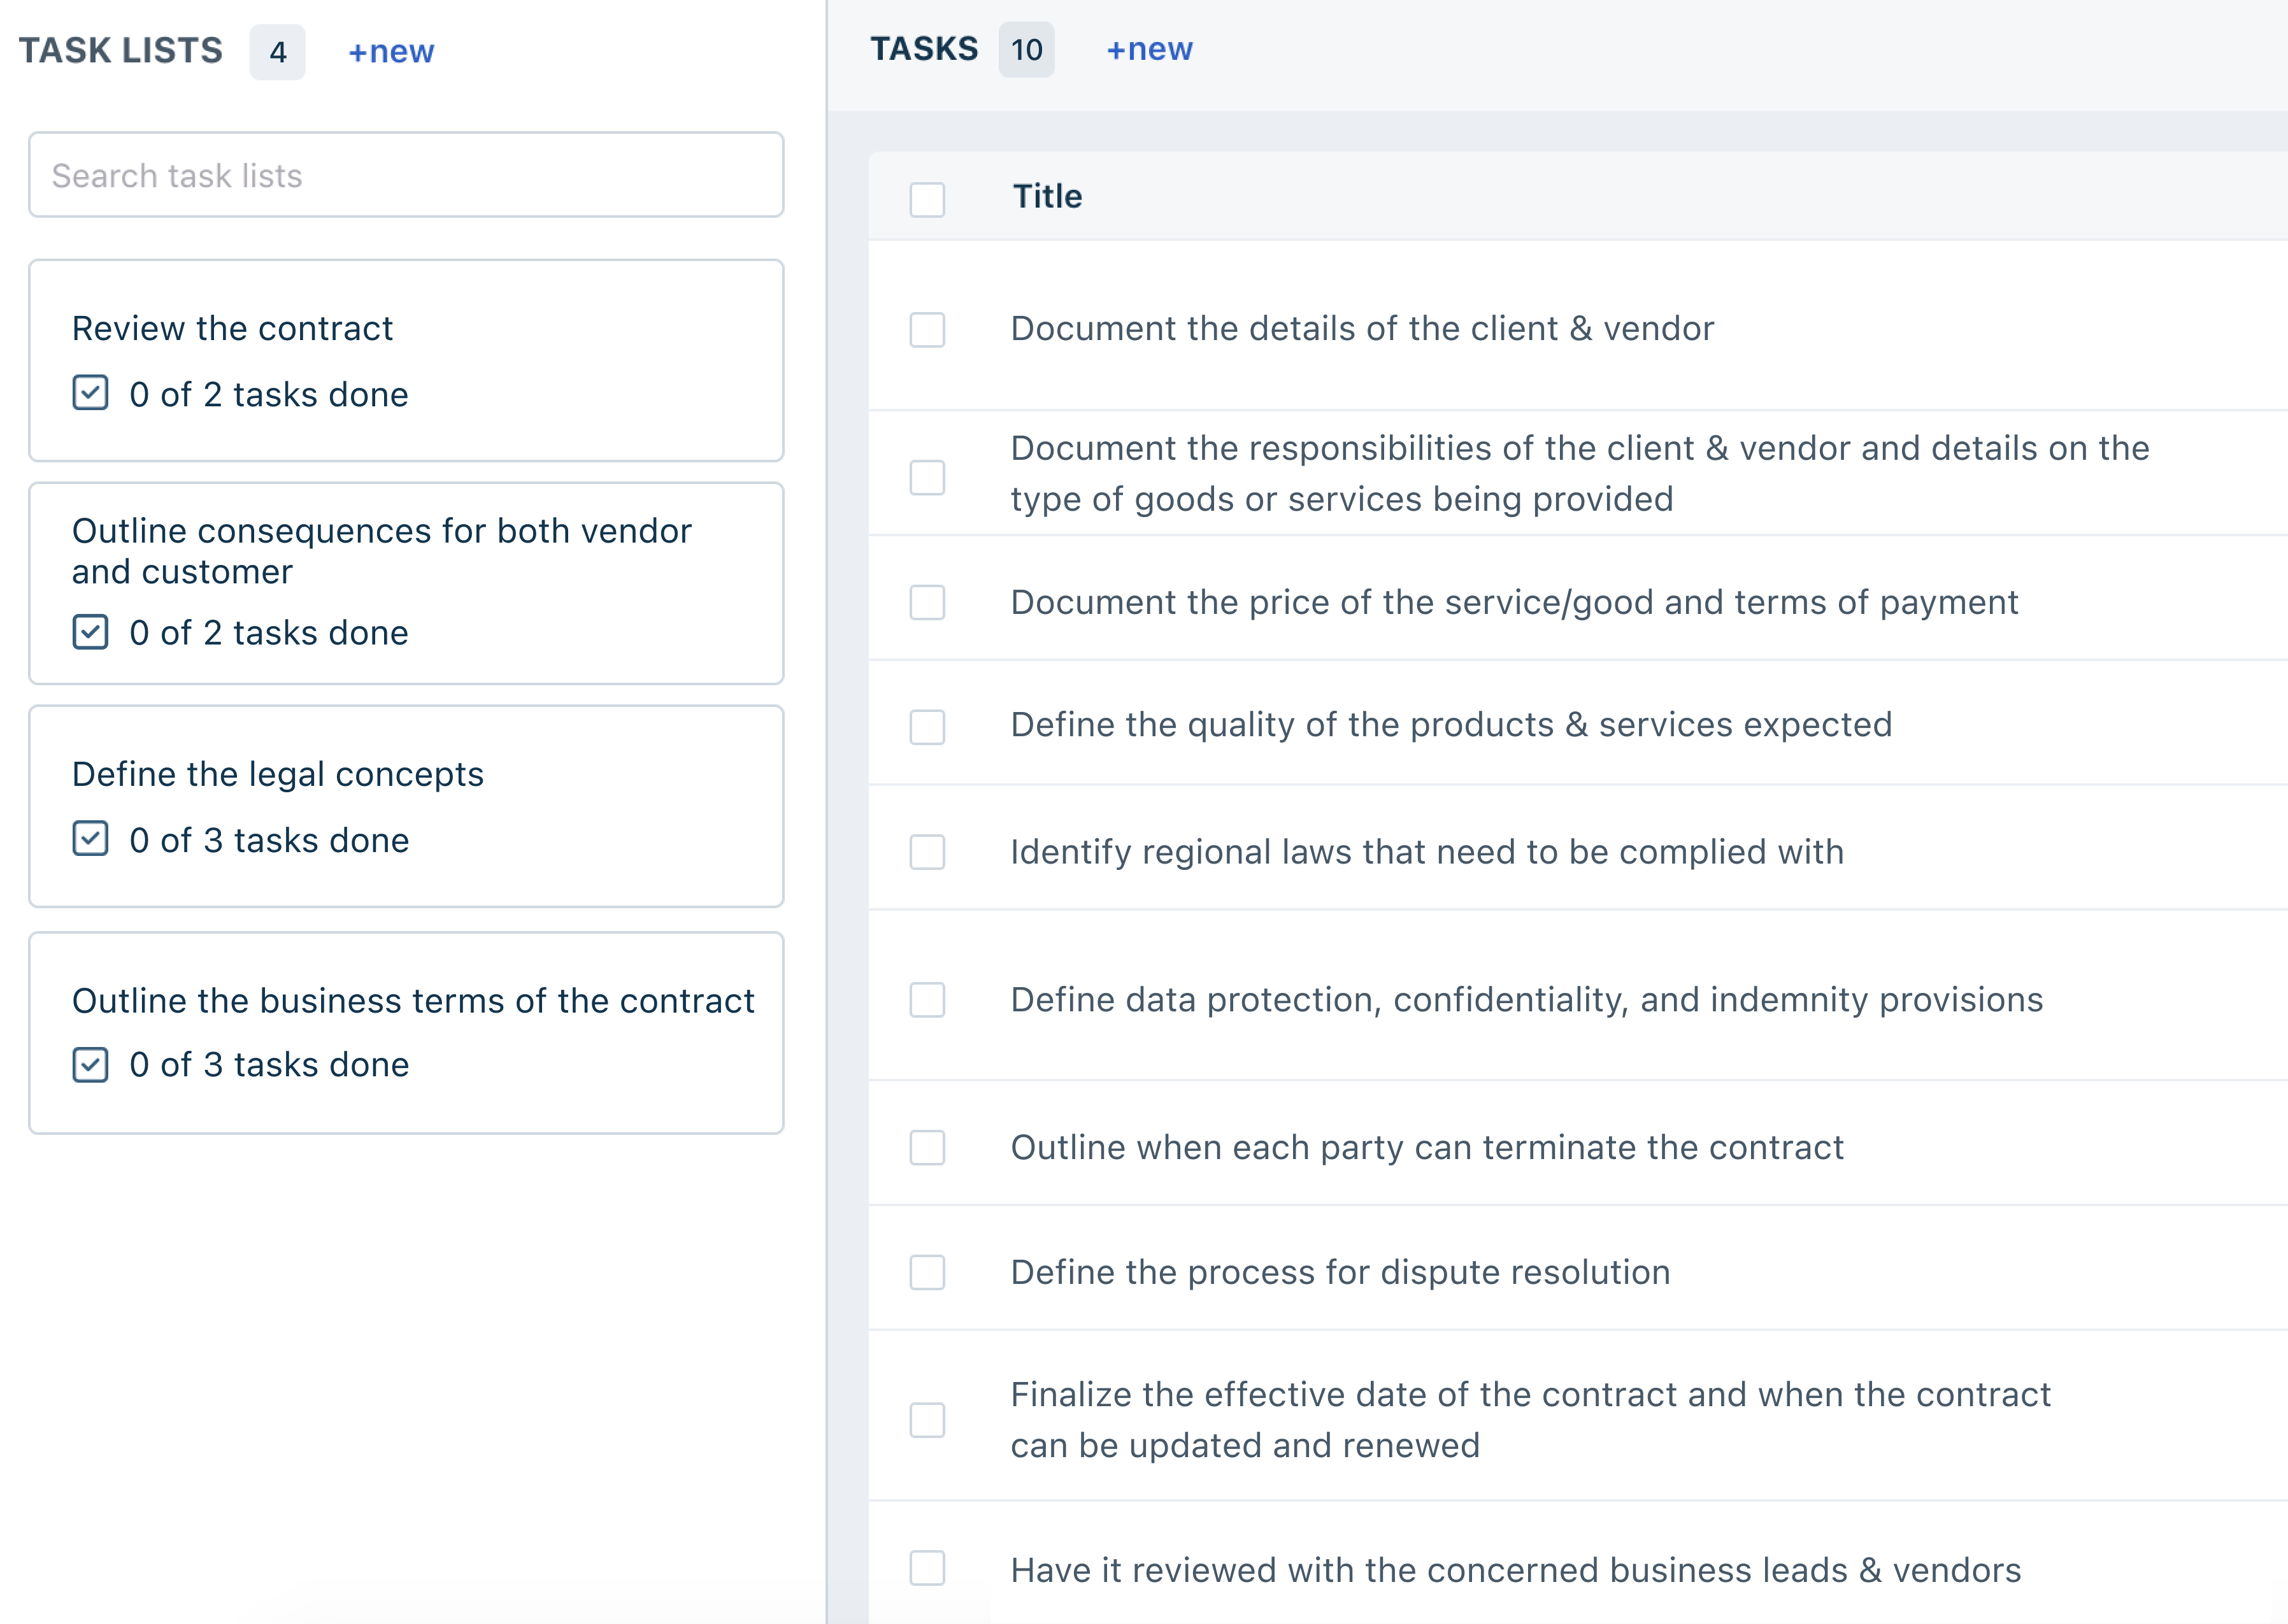 TASK LISTS 4 +new
Search task lists
Review the contract
0 of 2 tasks done
Outline consequences for both vendor
and customer
0 of 2 tasks done
Define the legal concepts
0 of 3 tasks done
Outline the business terms of the contract
0 of 3 tasks done
TASKS 10 +new
Title
Document the details of the client & vendor
Document the responsibilities of the client & vendor and details on the
type of goods or services being provided
Document the price of the service/good and terms of payment
Define the quality of the products & services expected
Identify regional laws that need to be complied with
Define data protection, confidentiality, and indemnity provisions
Outline when each party can terminate the contract
Define the process for dispute resolution
Finalize the effective date of the contract and when the contract
can be updated and renewed
Have it reviewed with the concerned business leads & vendors